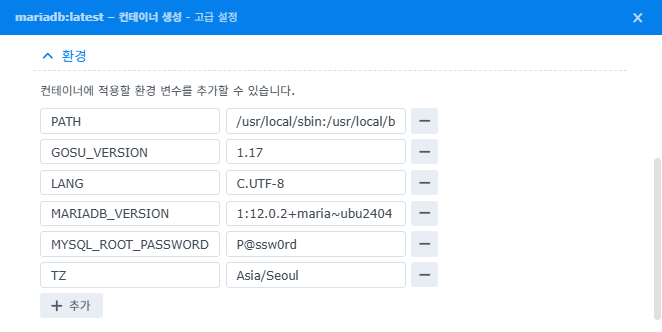 mariadb:latest – 컨테이너 생성 - 고급 설정
환경
컨테이너에 적용할 환경 변수를 추가할 수 있습니다.
PATH /usr/local/sbin:/usr/local/b
GOSU_VERSION 1.17
LANG C.UTF-8
MARIADB_VERSION 1:12.0.2+maria~ubu2404
MYSQL_ROOT_PASSWORD P@ssw0rd
TZ Asia/Seoul
+ 추가